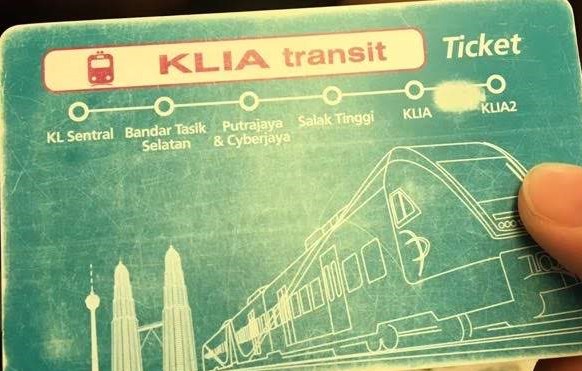 KLIA transit Ticket
KL Sentral
Bandar Tasik
Selatan
Putrajaya
& Cyberjaya
Salak Tinggi
KLIA
KLIA2